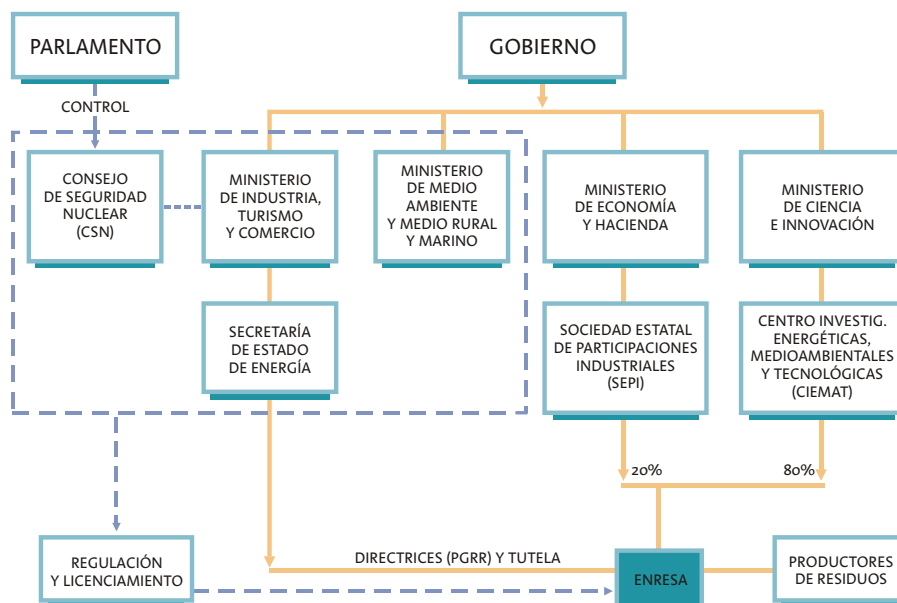 PARLAMENTO
GOBIERNO
CONTROL
CONSEJO
DE SEGURIDAD
NUCLEAR
(CSN)
MINISTERIO
DE INDUSTRIA,
TURISMO
Y COMERCIO
MINISTERIO
DE MEDIO
AMBIENTE
Y MEDIO RURAL
Y MARINO
MINISTERIO
DE ECONOMÍA
Y HACIENDA
MINISTERIO
DE CIENCIA
E INNOVACIÓN
SECRETARÍA
DE ESTADO
DE ENERGÍA
SOCIEDAD ESTATAL
DE PARTICIPACIONES
INDUSTRIALES
(SEPI)
CENTRO INVESTIG.
ENERGÉTICAS,
MEDIOAMBIENTALES
Y TECNOLÓGICAS
(CIEMAT)
20%
80%
REGULACIÓN
Y LICENCIAMIENTO
DIRECTRICES (PGRR) Y TUTELA
ENRESA
PRODUCTORES
DE RESIDUOS